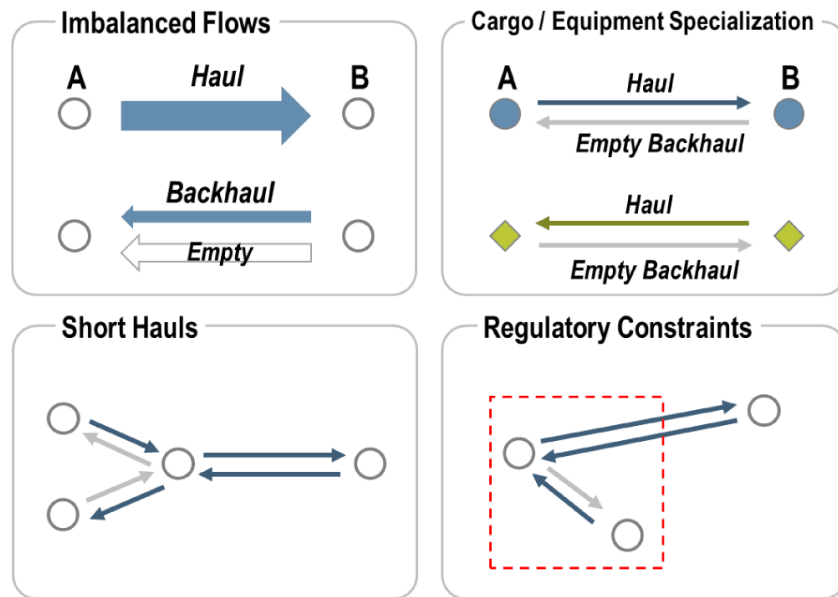 Imbalanced Flows
A
Haul
B
Backhaul
Empty
Cargo / Equipment Specialization
A
Haul
B
Empty Backhaul
Haul
Empty Backhaul
Short Hauls
Regulatory Constraints